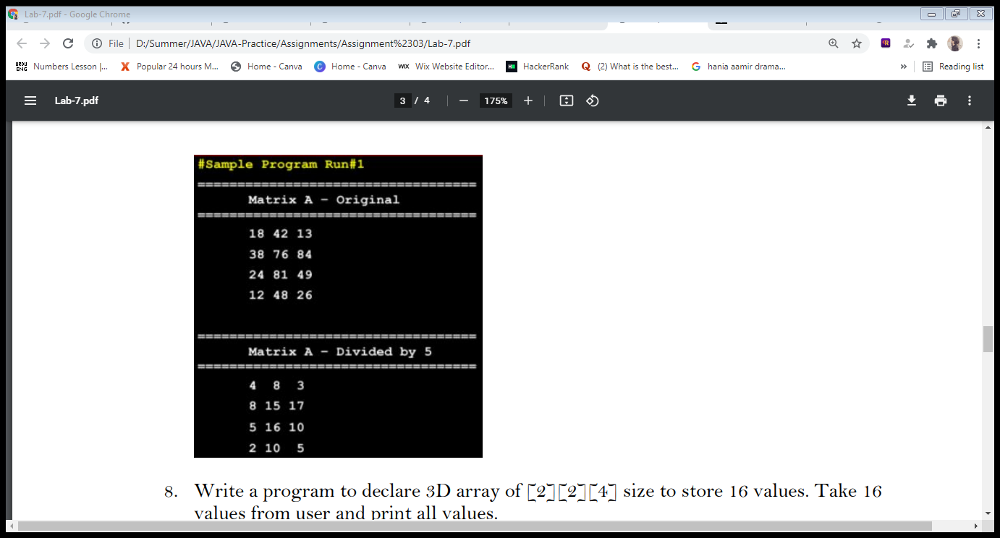 Lab-7.pdf - Google Chrome
File D:/Summer/JAVA/JAVA-Practice/Assignments/Assignment%2303/Lab-7.pdf
URDU ENG Numbers Lesson |... X Popular 24 hours M... Home - Canva C Home - Canva WIX Wix Website Editor... H Hackerrank Q (2) What is the best... G hania aamir drama... » Reading list
Lab-7.pdf 3 / 4 — 175% +
#Sample Program Run#1
===================================
Matrix A - Original
===================================
18 42 13
38 76 84
24 81 49
12 48 26
===================================
Matrix A - Divided by 5
===================================
4 8 3
8 15 17
5 16 10
2 10 5
8. Write a program to declare 3D array of [2][2][4] size to store 16 values. Take 16
values from user and print all values.